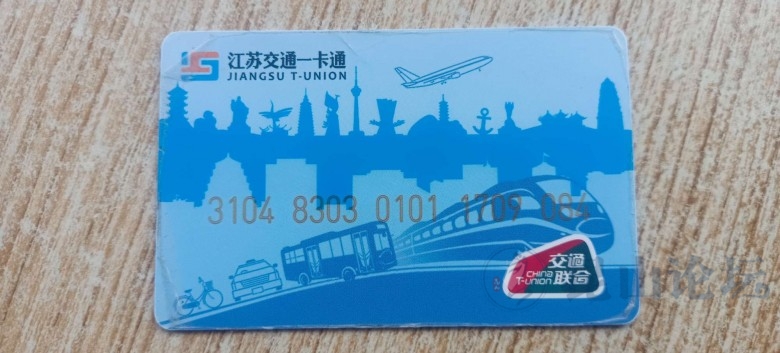 江苏交通一卡通
JIANGSU T-UNION
3104 8303 0101 1709 084
交通
CHINA
T-UNION 联合